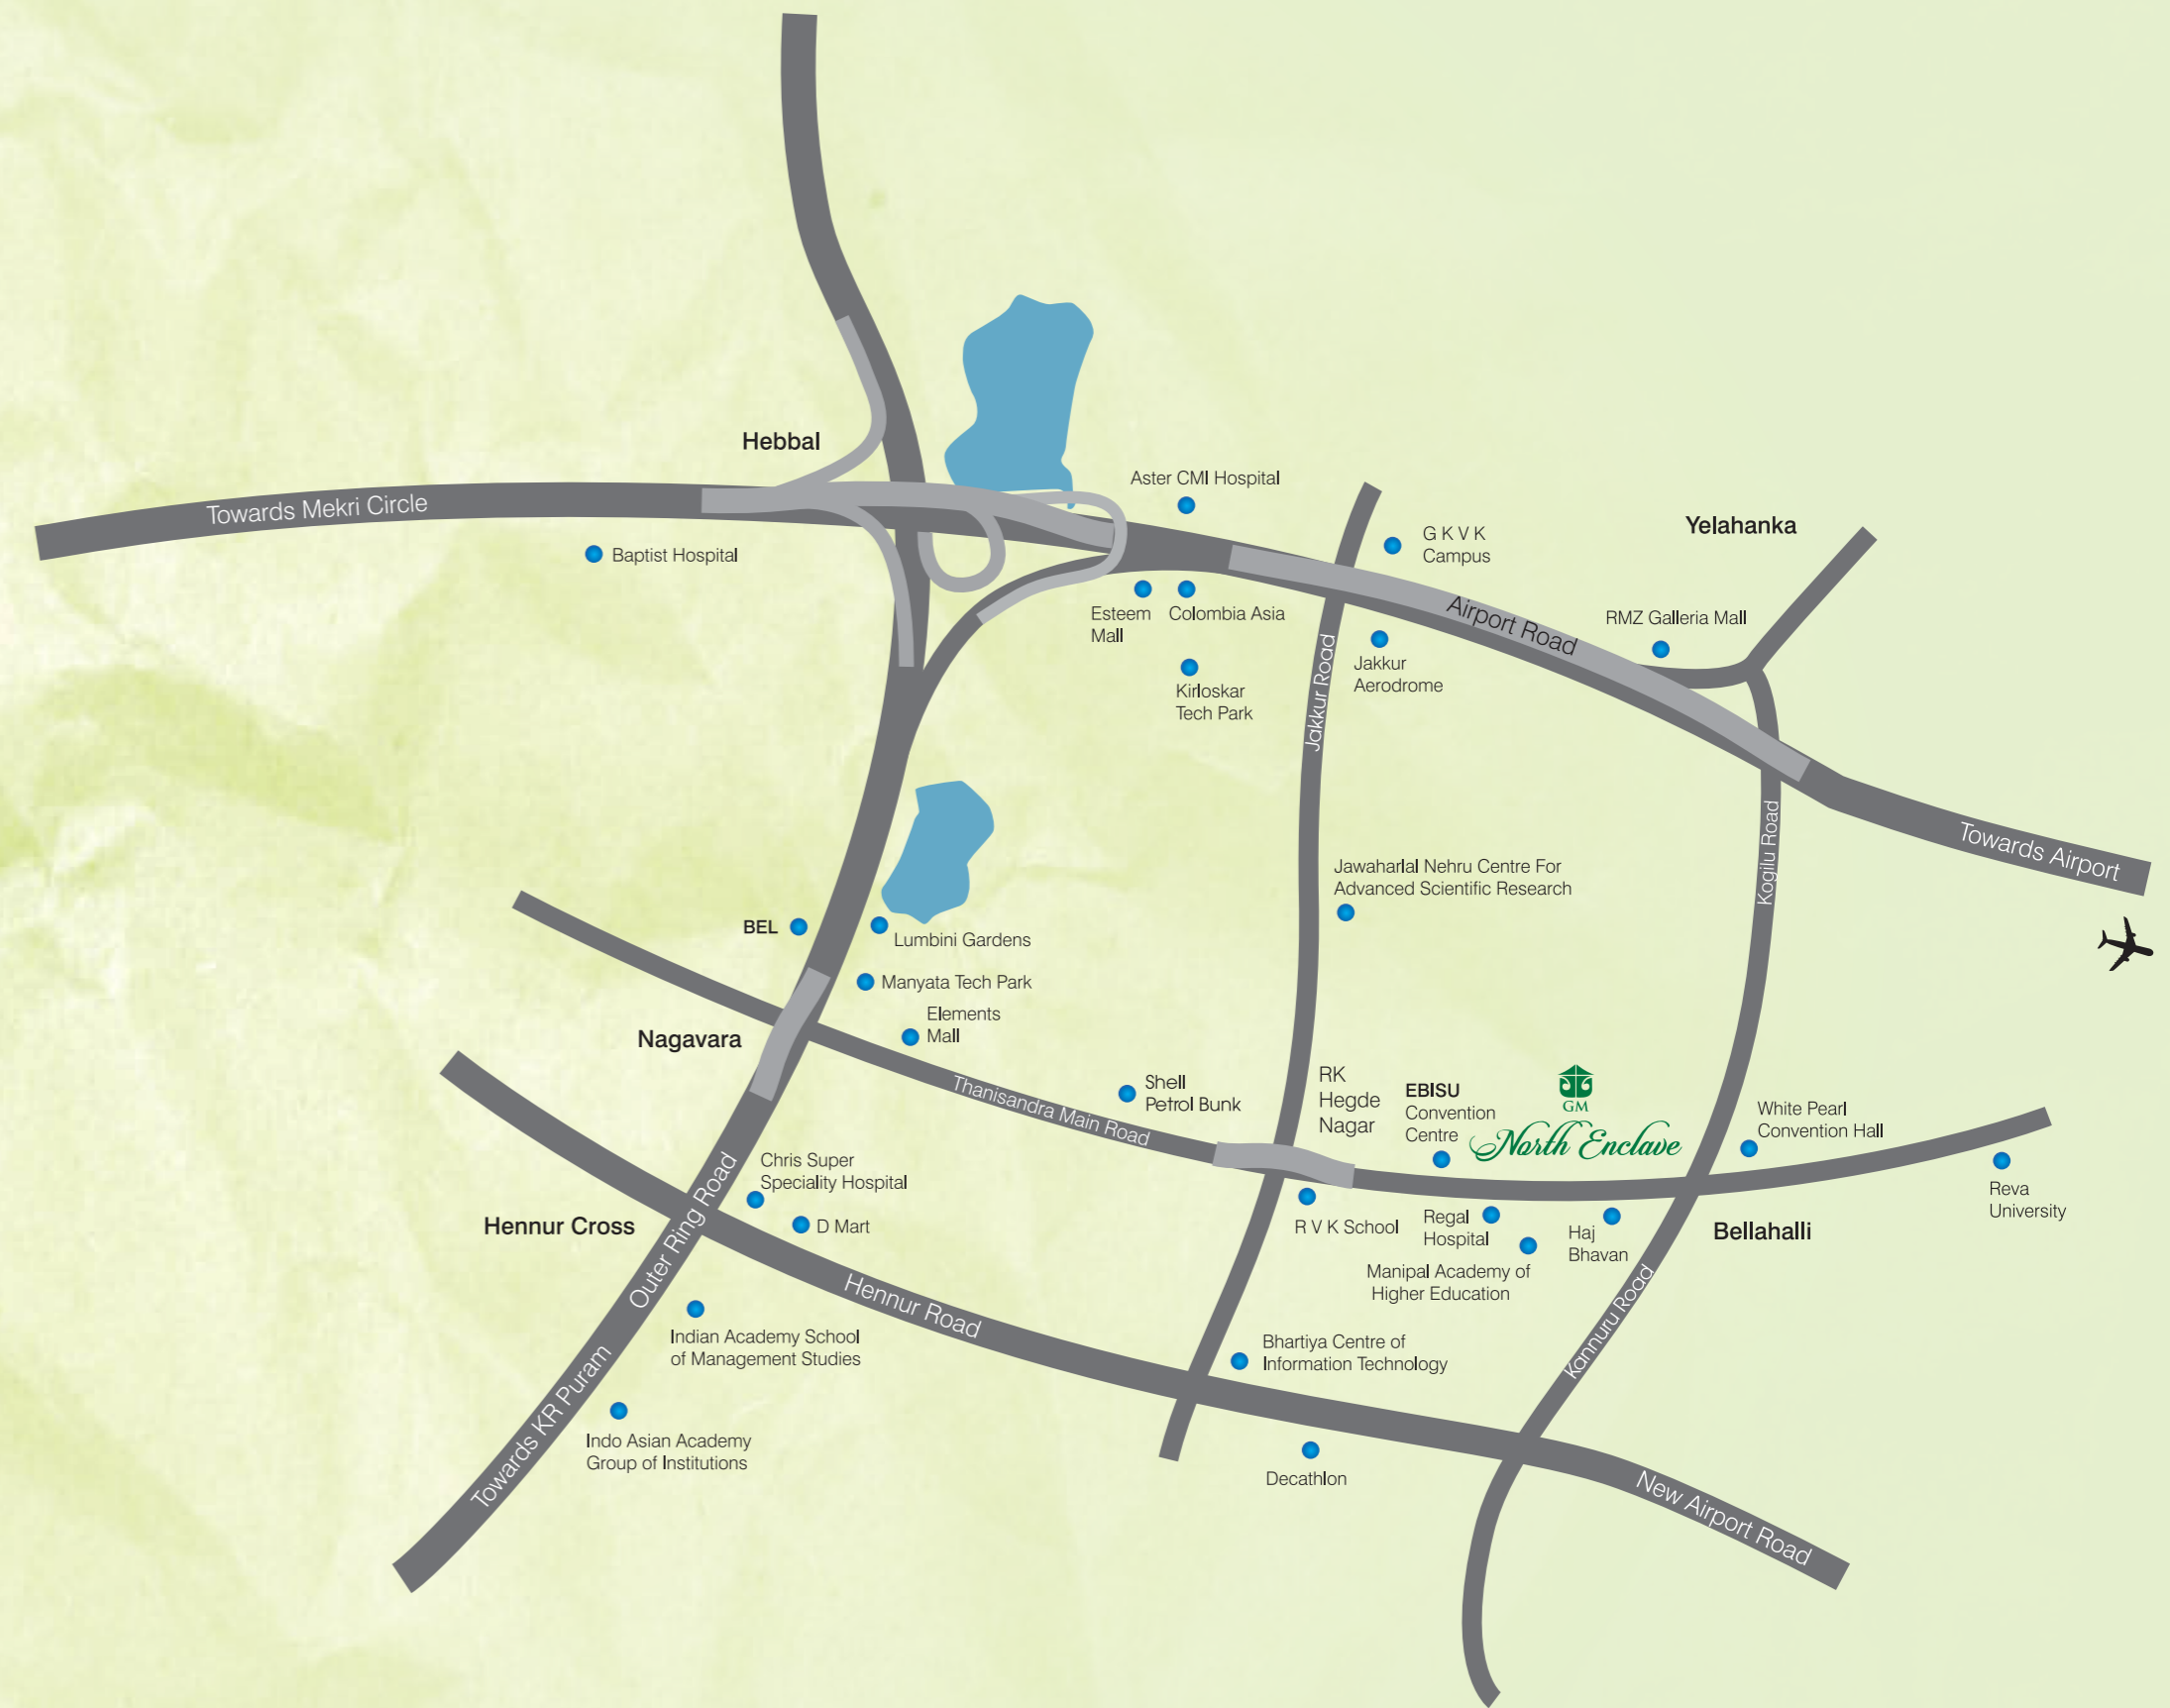 Hebbal
Aster CMI Hospital
Towards Mekri Circle
Baptist Hospital
G K V K
Campus
Yelahanka
Esteem
Mall
Colombia Asia
Airport Road
RMZ Galleria Mall
Kirloskar
Tech Park
Jakkur Road
Jakkur
Aerodrome
Towards Airport
Kogilu Road
Jawaharlal Nehru Centre For
Advanced Scientific Research
BEL
Lumbini Gardens
Manyata Tech Park
Elements
Mall
Nagavara
Thanisandra Main Road
Shell
Petrol Bunk
RK
Hegde
Nagar
EBISU
Convention
Centre
GM
North Enclave
White Pearl
Convention Hall
Reva
University
Chris Super
Speciality Hospital
D Mart
Hennur Cross
Outer Ring Road
R V K School
Regal
Hospital
Haj
Bhavan
Bellahalli
Manipal Academy of
Higher Education
Hennur Road
Kannuru Road
Indian Academy School
of Management Studies
Bhartiya Centre of
Information Technology
Towards KR Puram
Indo Asian Academy
Group of Institutions
Decathlon
New Airport Road